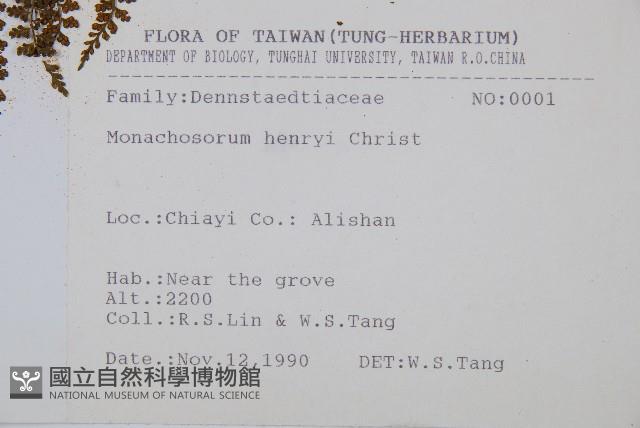 FLORA OF TAIWAN(TUNG-HERBARIUM)
DEPARTMENT OF BIOLOGY, TUNGHAI UNIVERSITY, TAIWAN R.O.CHINA
Family:Dennstaedtiaceae NO:0001
Monachosorum henryi Christ
Loc.:Chiayi Co.: Alishan
Hab.:Near the grove
Alt.:2200
Coll.:R.S.Lin & W.S.Tang
Date.:Nov.12,1990 DET:W.S.Tang
國立自然科學博物館
NATIONAL MUSEUM OF NATURAL SCIENCE